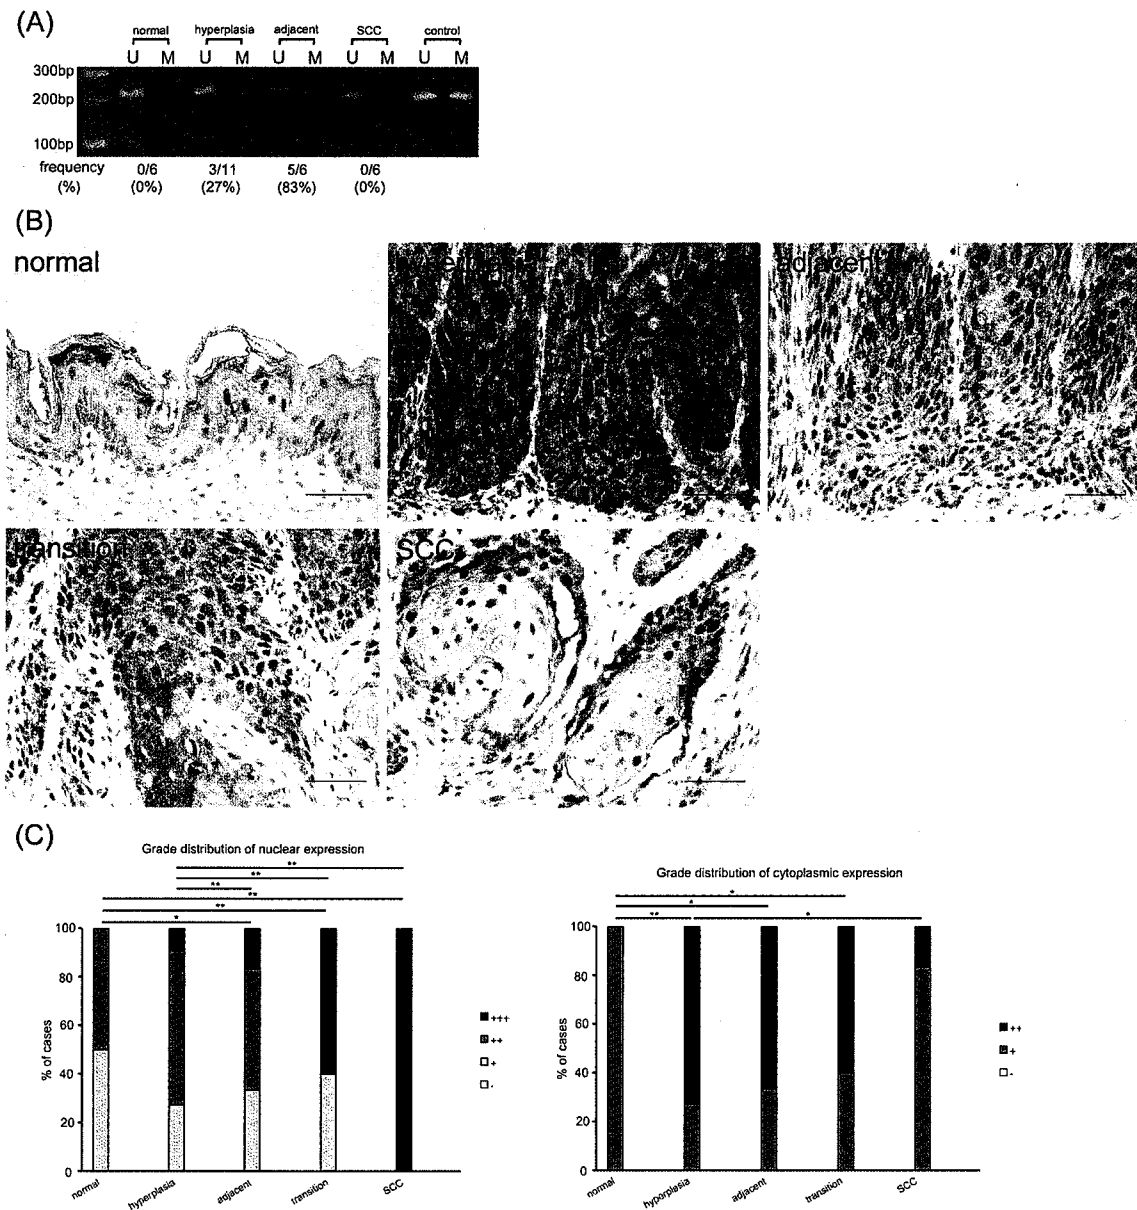 (A)
normal hyperplasia adjacent SCC control
U M U M U M U M U M
300bp
200bp
100bp
frequency 0/6 3/11 5/6 0/6
(%) (0%) (27%) (83%) (0%)
(B)
normal
adjacent
transition SCC
(C)
Grade distribution of nuclear expression
**
**
**
**
**
*
100
80
60
40
20
0
% of cases
+++
++
+
-
normal hyperplasia adjacent transition SCC
Grade distribution of cytoplasmic expression
*
*
** *
100
80
60
40
20
0
% of cases
++
+
-
normal hyporplasia adjacent transition SCC